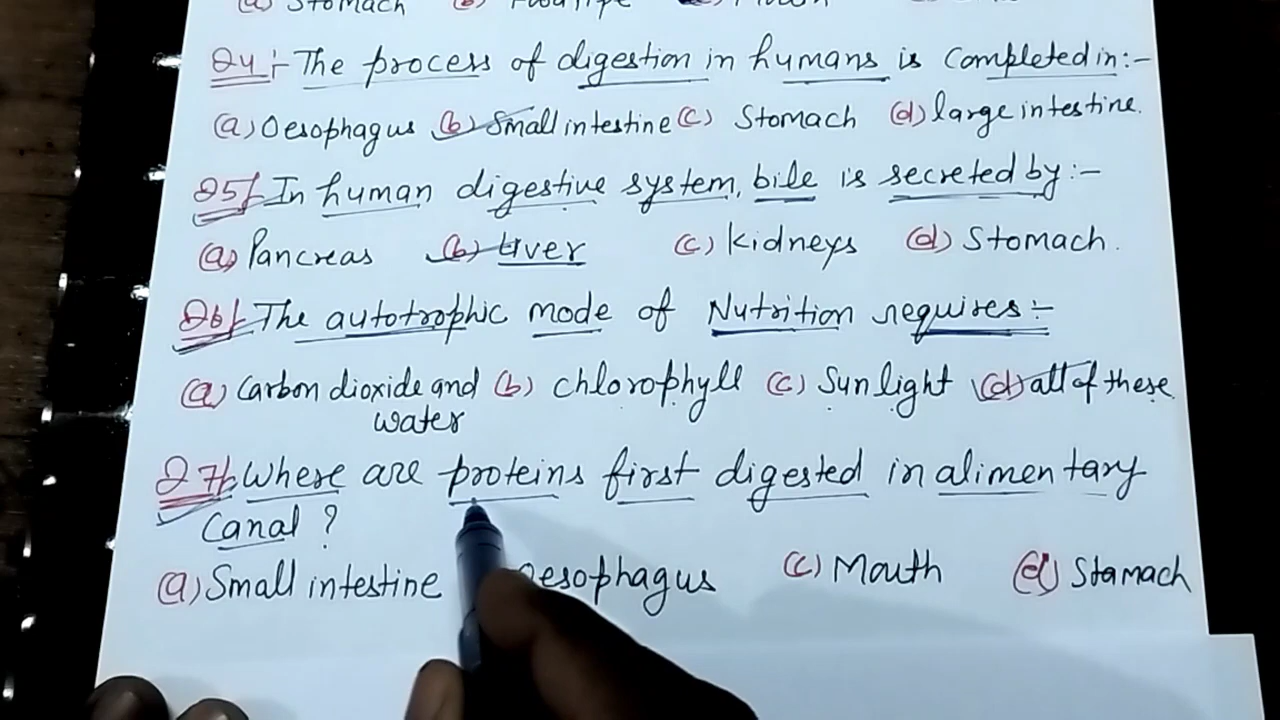 (a) Stomach (b)
Q4:- The process of digestion in humans is completed in:-
(a) Oesophagus (b) Small intestine (c) Stomach (d) large intestine.
Q5/- In human digestive system, bile is secreted by:-
(a) Pancreas (b) Liver (c) Kidneys (d) Stomach.
Q6/- The autotrophic mode of Nutrition requires:-
(a) Carbon dioxide and (b) chlorophyll (c) Sunlight (d) all of these
water
Q7/- Where are proteins first digested in alimentary
Canal?
(a) Small intestine Oesophagus (c) Mouth (d) Stomach